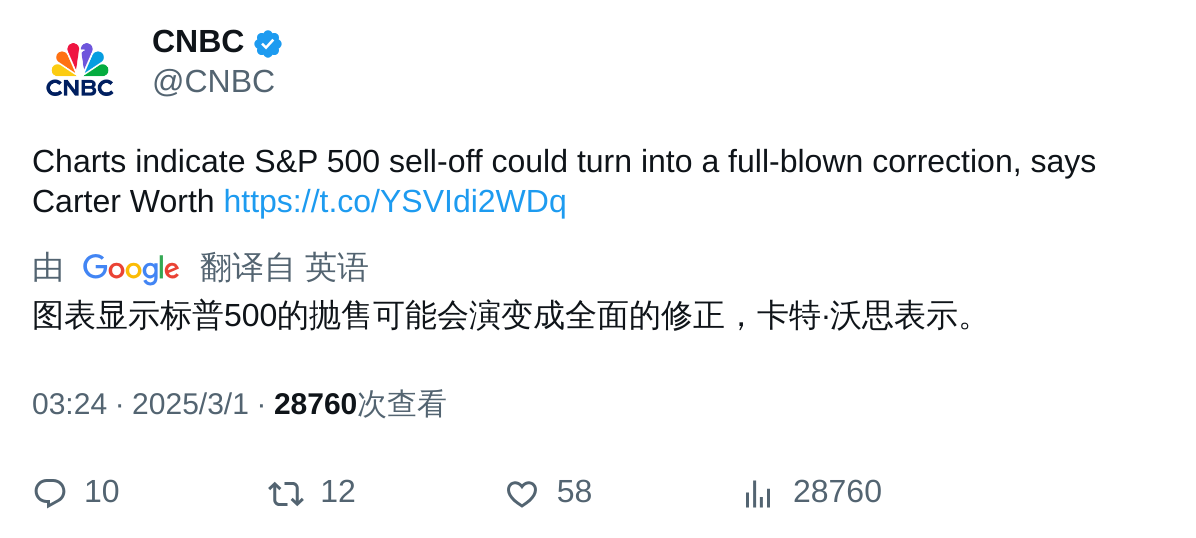 CNBC
CNBC
@CNBC
Charts indicate S&P 500 sell-off could turn into a full-blown correction, says
Carter Worth https://t.co/YSVIdi2WDq
由 Google 翻译自 英语
图表显示标普500的抛售可能会演变成全面的修正，卡特·沃思表示。
03:24 · 2025/3/1 · 28760次查看
10 12 58 28760